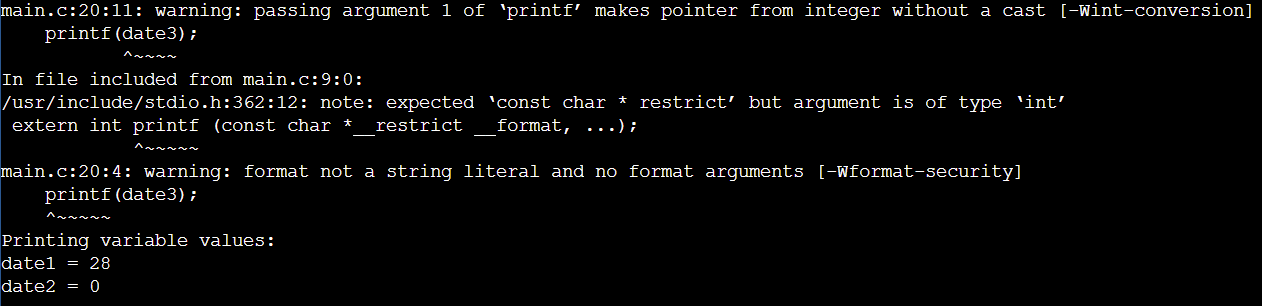 main.c:20:11: warning: passing argument 1 of ‘printf’ makes pointer from integer without a cast [-Wint-conversion]
    printf(date3);
           ^~~~~
In file included from main.c:9:0:
/usr/include/stdio.h:362:12: note: expected ‘const char * restrict’ but argument is of type ‘int’
 extern int printf (const char *__restrict __format, ...);
            ^~~~~~
main.c:20:4: warning: format not a string literal and no format arguments [-Wformat-security]
    printf(date3);
    ^~~~~~
Printing variable values:
date1 = 28
date2 = 0